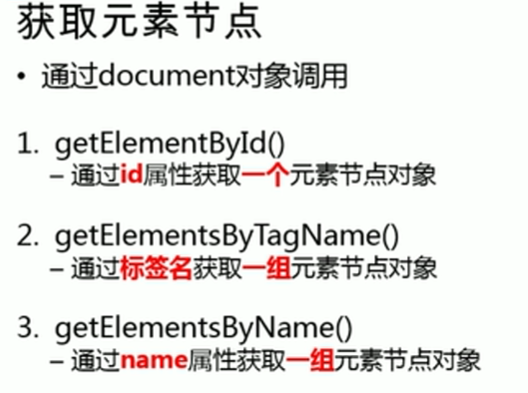 获取元素节点
• 通过document对象调用
1. getElementById()
– 通过id属性获取一个元素节点对象
2. getElementsByTagName()
– 通过标签名获取一组元素节点对象
3. getElementsByName()
– 通过name属性获取一组元素节点对象